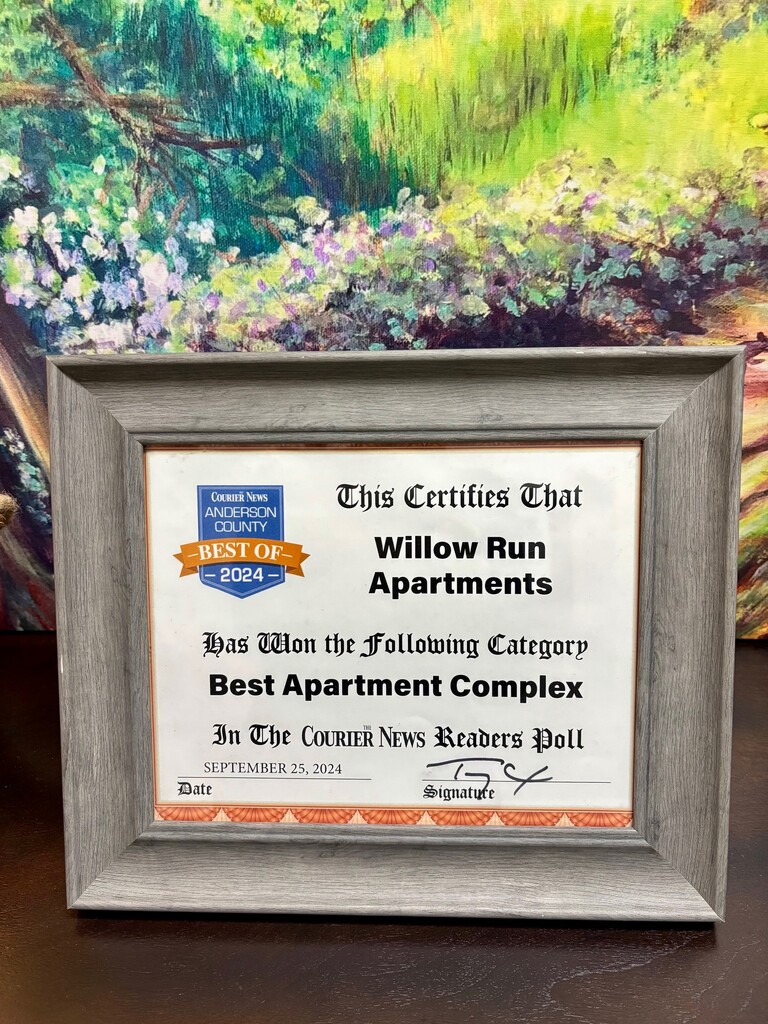 COURIER NEWS
ANDERSON
COUNTY
BEST OF
2024
This Certifies That
Willow Run
Apartments
Has Won the Following Category
Best Apartment Complex
In The THE COURIER NEWS Readers Poll
SEPTEMBER 25, 2024
Date
Signature